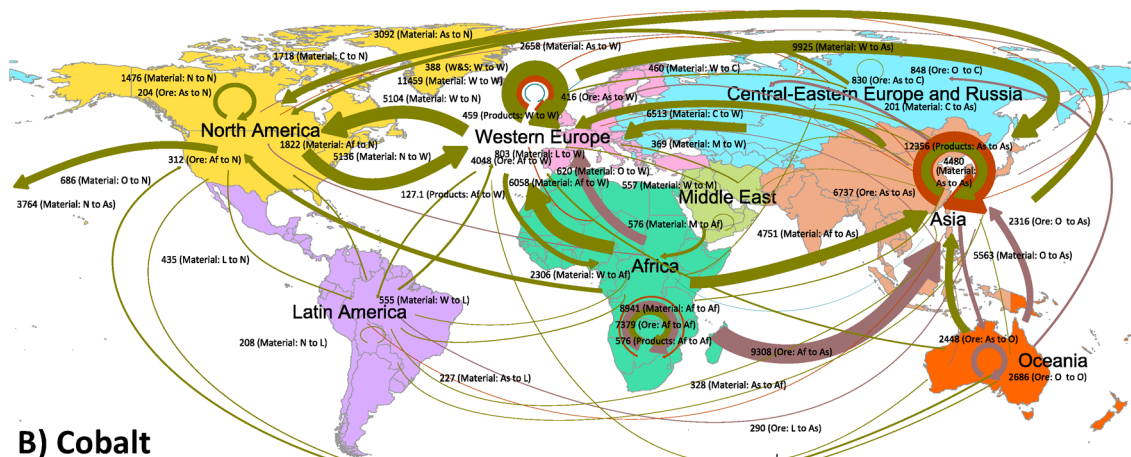 3092 (Material: As to N)
1718 (Material: C to N)
2658 (Material: As to W)
9925 (Material: W to As)
388 (W&S: W to W)
460 (Material: W to C)
848 (Ore: O to C)
1476 (Material: N to N)
11459 (Material: W to W)
830 (Ore: As to C)
204 (Ore: As to N)
5104 (Material: W to N)
416 (Ore: As to W)
Central-Eastern Europe and Russia
201 (Material: C to As)
459 (Products: W to W)
6513 (Material: C to W)
North America
Western Europe
1822 (Material: Af to N)
369 (Material: M to W)
12356 (Products: As to As)
312 (Ore: Af to N)
5136 (Material: N to W)
803 (Material: L to W)
4048 (Ore: Af to W)
4480
(Material:
As to As)
620 (Material: O to W)
686 (Material: O to N)
6058 (Material: Af to W)
557 (Material: W to M)
127.1 (Products: Af to W)
6737 (Ore: As to As)
Middle East
3764 (Material: N to As)
576 (Material: M to Af)
Asia
2316 (Ore: O to As)
4751 (Material: Af to As)
5563 (Material: O to As)
435 (Material: L to N)
Africa
2306 (Material: W to Af)
555 (Material: W to L)
Latin America
8941 (Material: Af to Af)
7379 (Ore: Af to Af)
576 (Products: Af to Af)
208 (Material: N to L)
2448 (Material: As to O)
9308 (Ore: Af to As)
Oceania
227 (Material: As to L)
328 (Material: As to Af)
2686 (Ore: O to O)
290 (Ore: L to As)
B) Cobalt